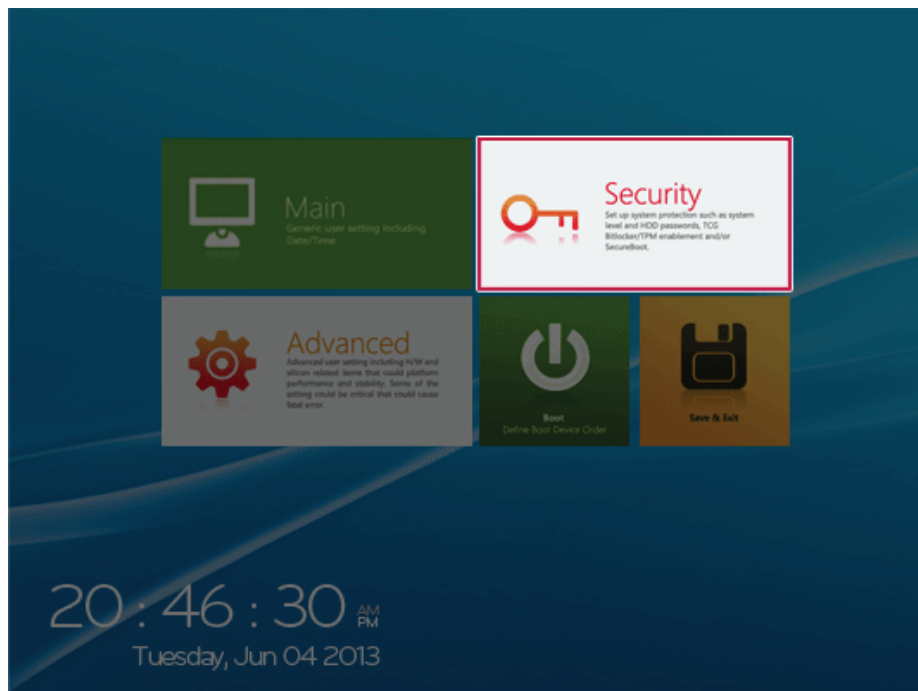 Main
Generic user setting including
Date/Time.
Security
Set up system protection such as system
level and HDD passwords, TCG
Bitlocker/TPM enablement and/or
SecureBoot.
Advanced
Advanced user setting including H/W and
silicon related items that could platform
performance and stability. Some of the
setting could be critical that could cause
fatal error.
Boot
Define Boot Device Order
Save & Exit
20 : 46 : 30 AM
PM
Tuesday, Jun 04 2013